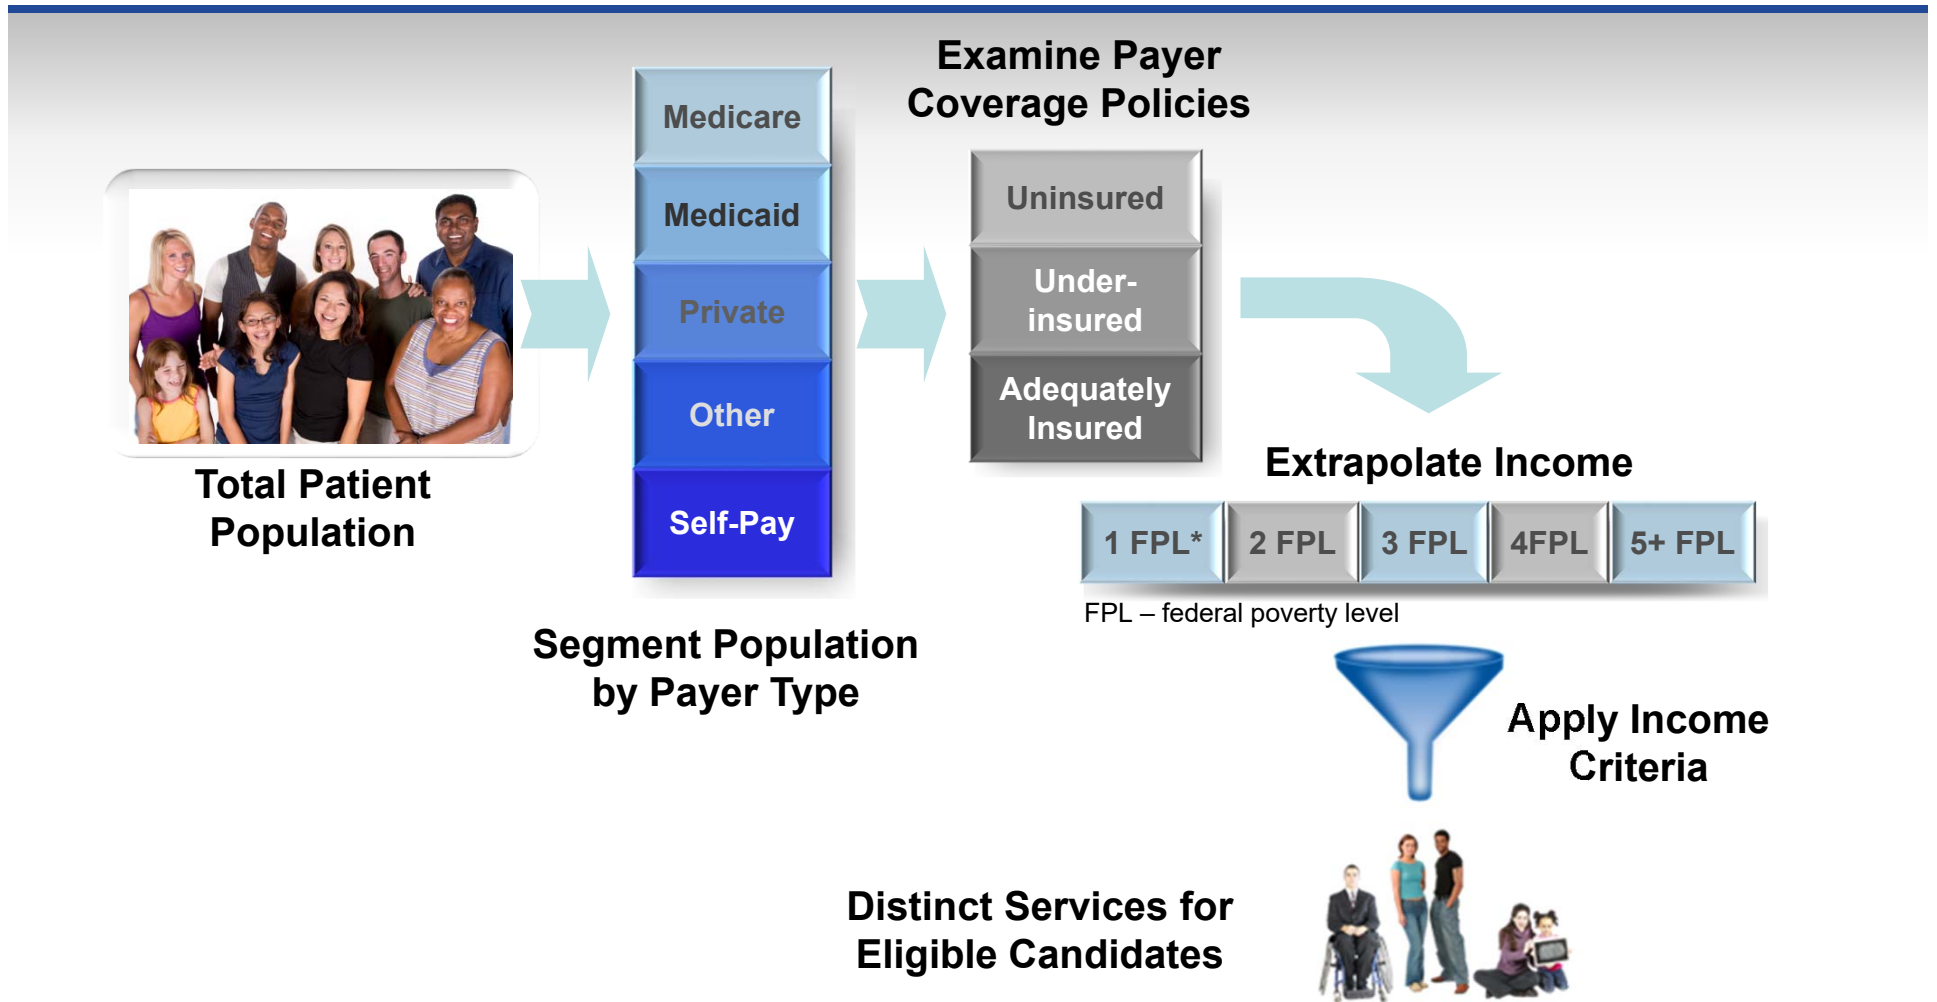 Total Patient
Population
Medicare
Medicaid
Private
Other
Self-Pay
Segment Population
by Payer Type
Examine Payer
Coverage Policies
Uninsured
Under-
insured
Adequately
Insured
Extrapolate Income
1 FPL* 2 FPL 3 FPL 4FPL 5+ FPL
FPL – federal poverty level
Apply Income
Criteria
Distinct Services for
Eligible Candidates